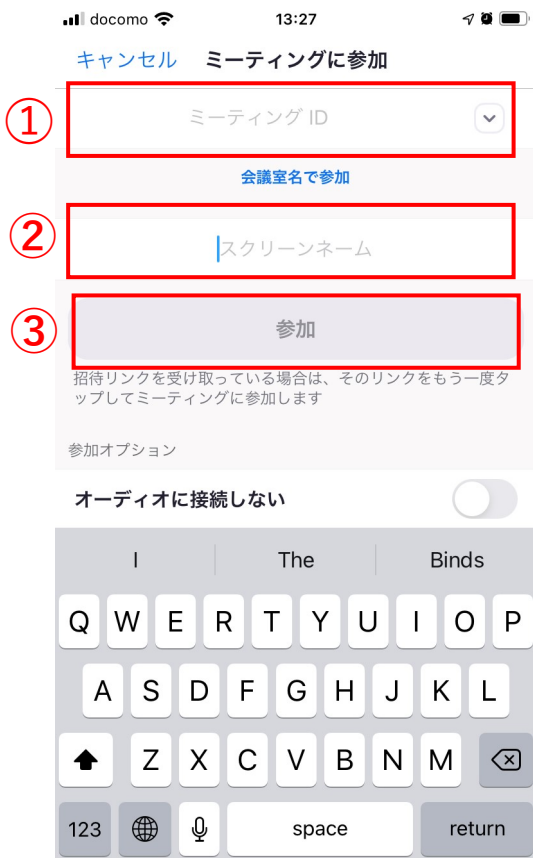 docomo 13:27
キャンセル ミーティングに参加
① ミーティング ID
会議室名で参加
② スクリーンネーム
③ 参加
招待リンクを受け取っている場合は、そのリンクをもう一度タ
ップしてミーティングに参加します
参加オプション
オーディオに接続しない
I The Binds
Q W E R T Y U I O P
A S D F G H J K L
Z X C V B N M
123 space return